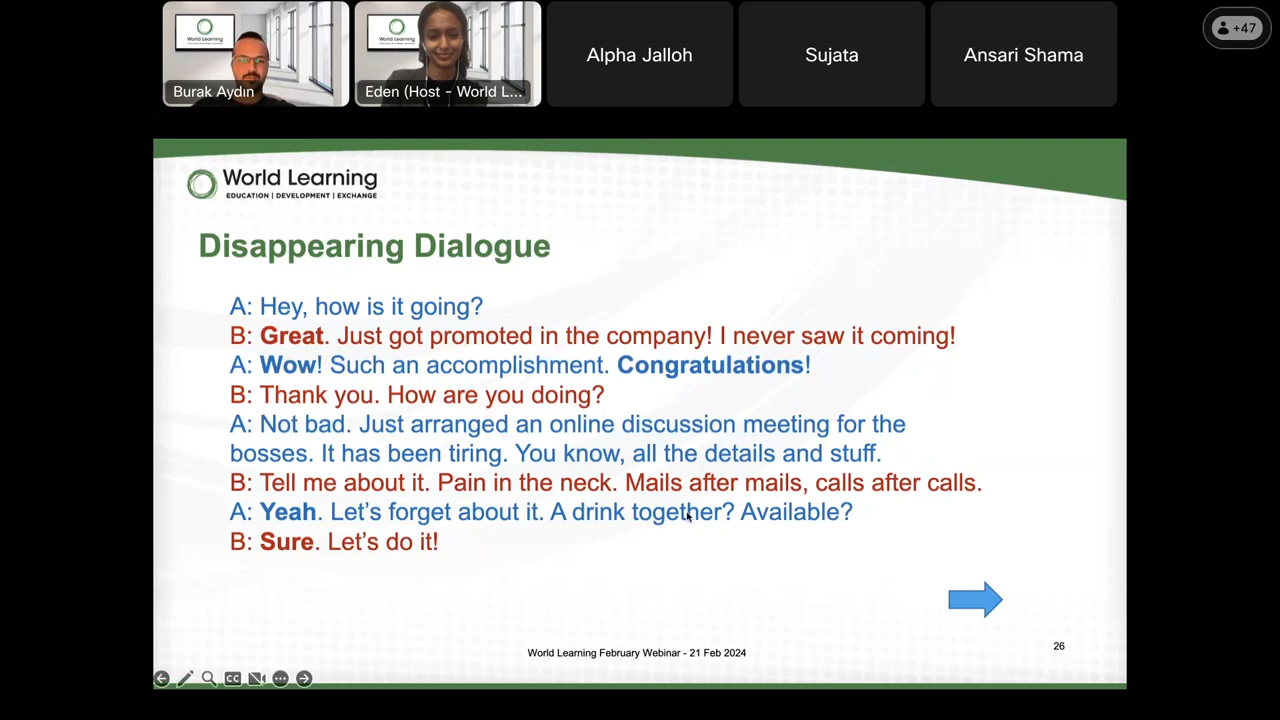 World Learning
World Learning
Burak Aydın
Eden (Host - World L...
Alpha Jalloh
Sujata
Ansari Shama
+47
World Learning
EDUCATION | DEVELOPMENT | EXCHANGE
Disappearing Dialogue
A: Hey, how is it going?
B: Great. Just got promoted in the company! I never saw it coming!
A: Wow! Such an accomplishment. Congratulations!
B: Thank you. How are you doing?
A: Not bad. Just arranged an online discussion meeting for the
bosses. It has been tiring. You know, all the details and stuff.
B: Tell me about it. Pain in the neck. Mails after mails, calls after calls.
A: Yeah. Let's forget about it. A drink together? Available?
B: Sure. Let's do it!
World Learning February Webinar - 21 Feb 2024
26
CC